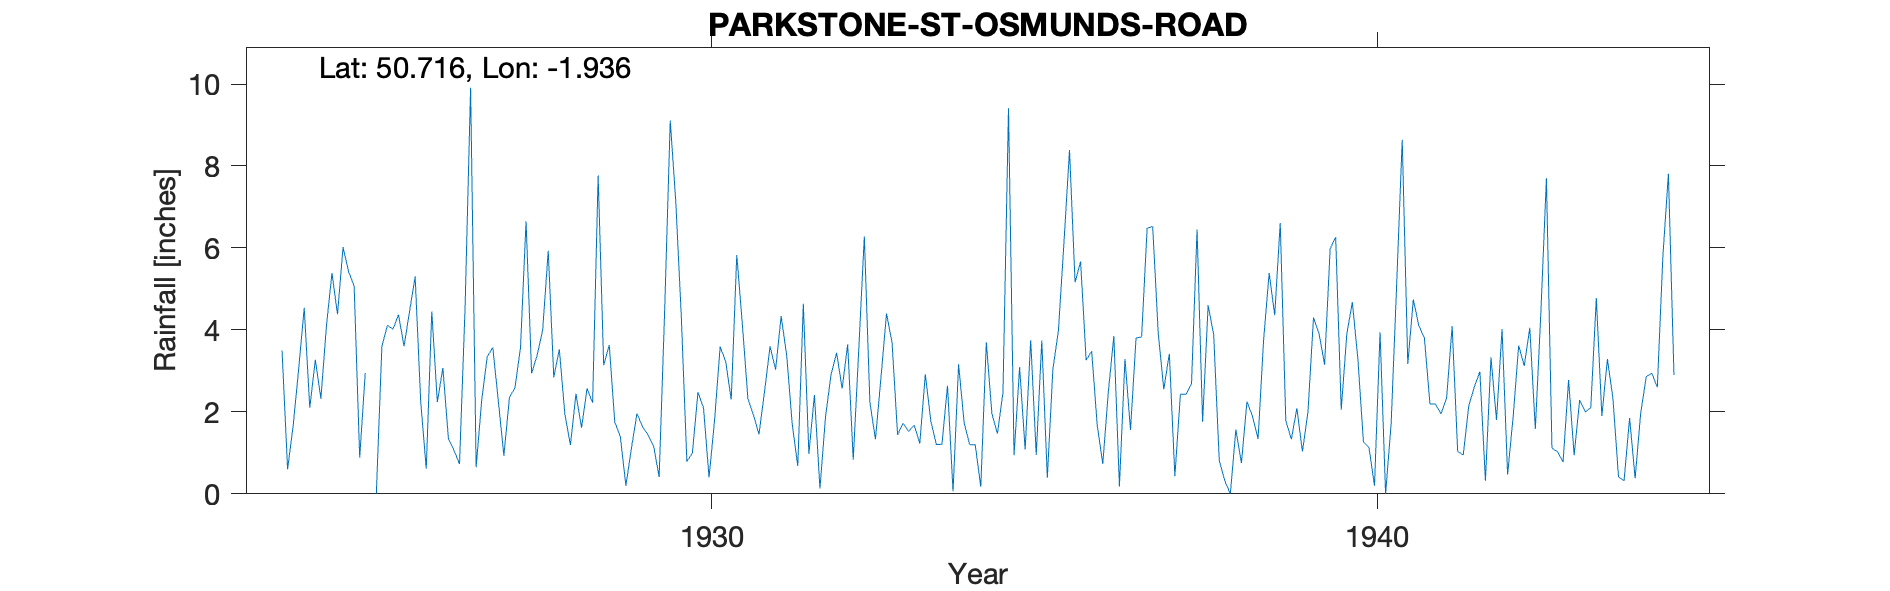 PARKSTONE-ST-OSMUNDS-ROAD
Lat: 50.716, Lon: -1.936
10
8
6
4
2
0
Rainfall [inches]
1930
1940
Year